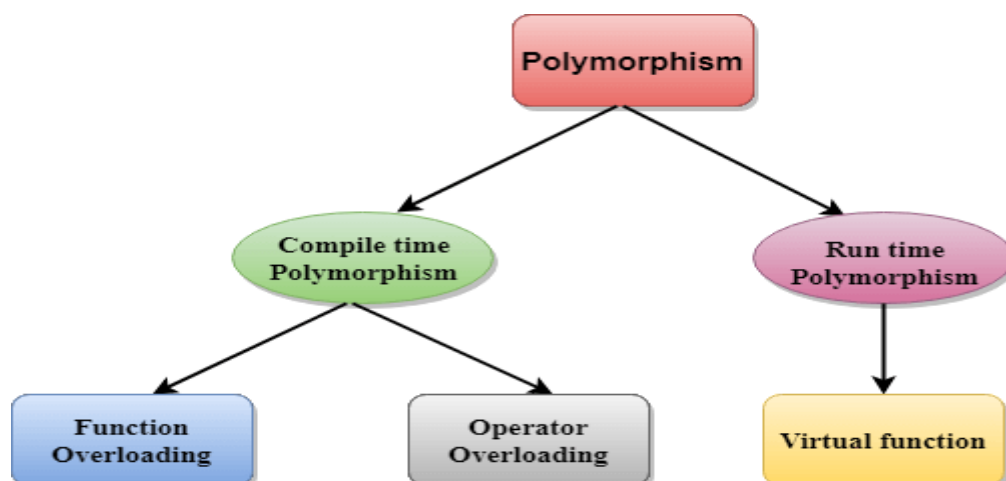 Polymorphism
Compile time
Polymorphism
Run time
Polymorphism
Function
Overloading
Operator
Overloading
Virtual function